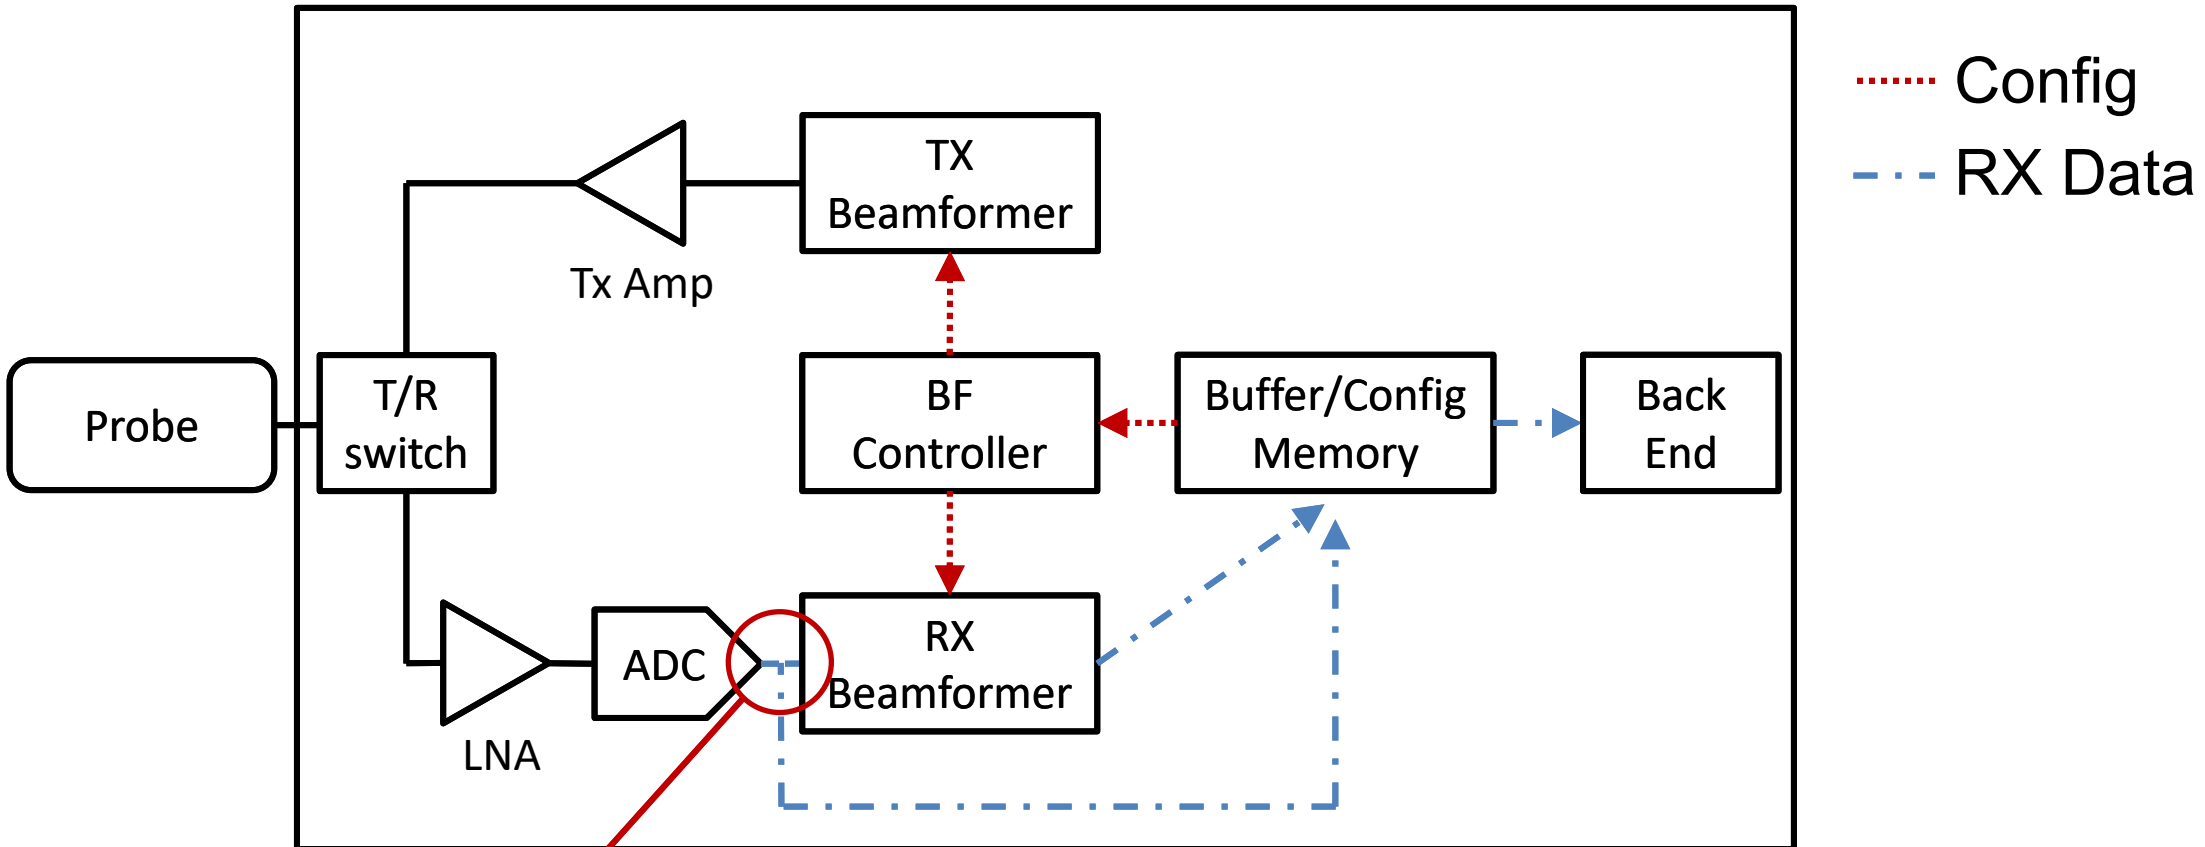 Config
RX Data
TX
Beamformer
Tx Amp
Probe
T/R
switch
BF
Controller
Buffer/Config
Memory
Back
End
RX
Beamformer
ADC
LNA